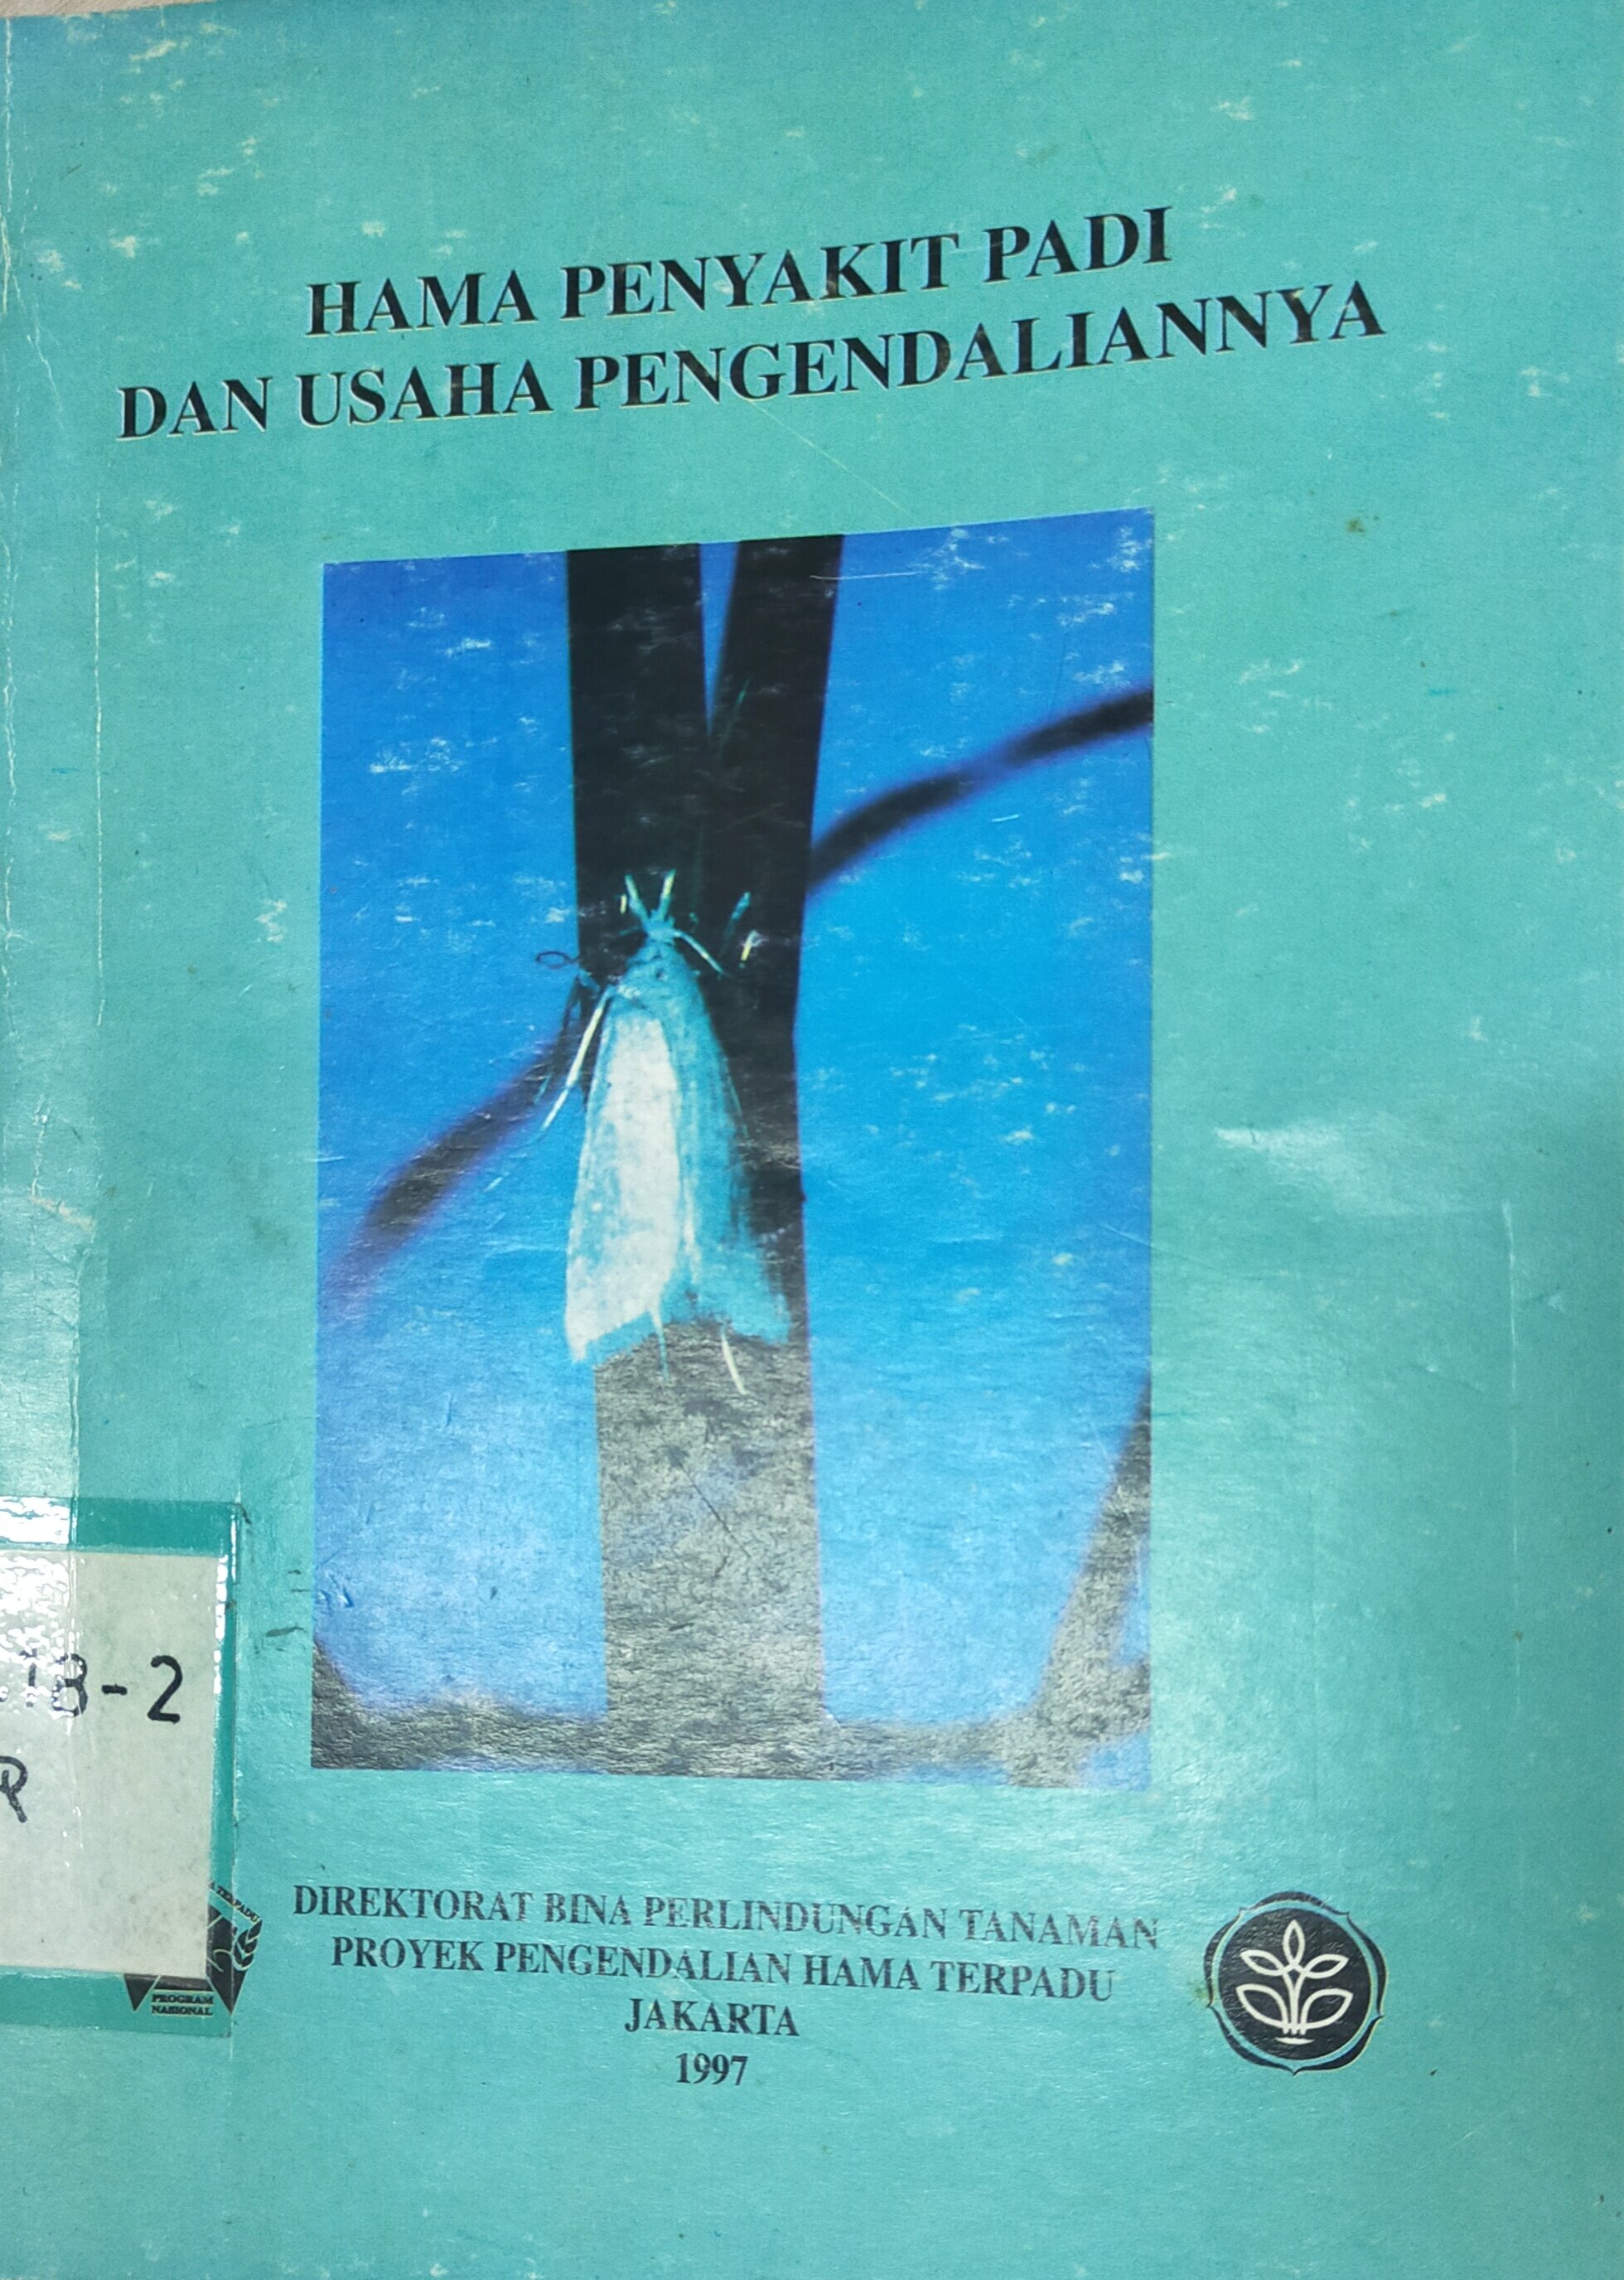 HAMA PENYAKIT PADI
DAN USAHA PENGENDALIANNYA
18-2
R
TERPADU
PROGRAM
NASIONAL
DIREKTORAT BINA PERLINDUNGAN TANAMAN
PROYEK PENGENDALIAN HAMA TERPADU
JAKARTA
1997